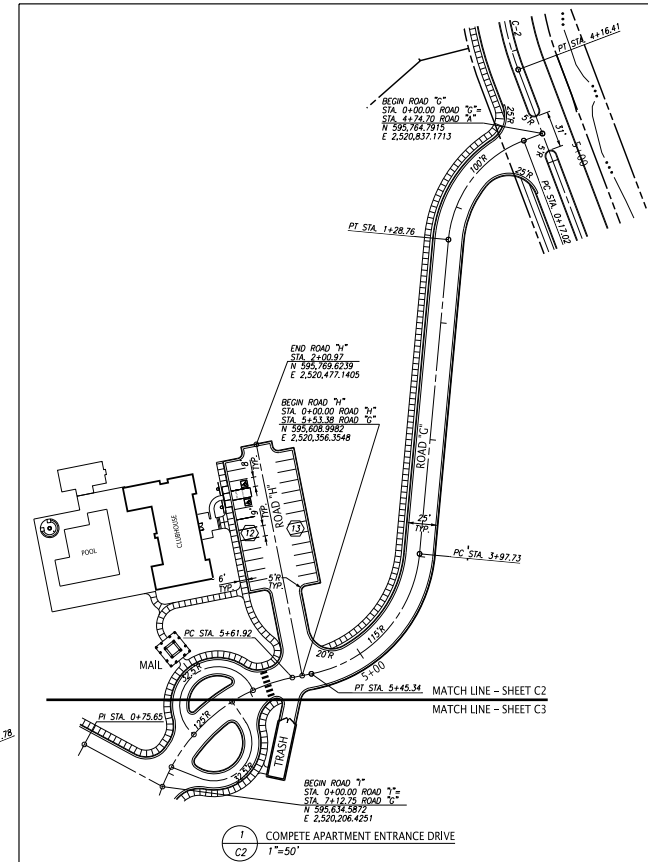 C-2
PT STA. 4+16.41
BEGIN ROAD "G"
STA. 0+00.00 ROAD "G"=
STA. 4+74.70 ROAD "A"
N 595,764.7915
E 2,520,837.1713
25'R
5'R
31'
5'R
5+00
100'R
25'R
PC STA. 0+17.02
PT STA. 1+28.76
END ROAD "H"
STA. 2+00.97
N 595,769.6239
E 2,520,477.1405
BEGIN ROAD "H"
STA. 0+00.00 ROAD "H"
STA. 5+53.38 ROAD "G"
N 595,608.9982
E 2,520,356.3548
ROAD "G"
8'
TYP.
ROAD "H"
9'
TYP.
12
13
CLUBHOUSE
POOL
25'
TYP.
PC STA. 3+97.73
6'
TYP.
5'R
TYP.
PC STA. 5+61.92
20'R
115'R
5+00
MAIL
32.5'R
PT STA. 5+45.34
MATCH LINE - SHEET C2
MATCH LINE - SHEET C3
PI STA. 0+75.65
125'R
.78
32.5'R
TRASH
BEGIN ROAD "I"
STA. 0+00.00 ROAD "I"=
STA. 7+12.75 ROAD "G"
N 595,634.5872
E 2,520,206.4251
1
C2
COMPETE APARTMENT ENTRANCE DRIVE
1"=50'